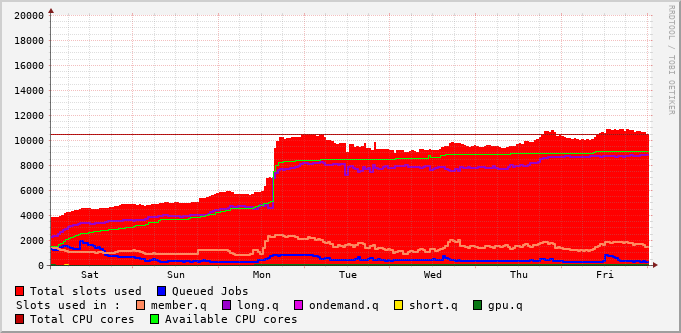 20000
18000
16000
14000
12000
10000
8000
6000
4000
2000
0
Sat Sun Mon Tue Wed Thu Fri
RRDTOOL / TOBI OETIKER
Total slots used Queued Jobs
Slots used in : member.q long.q ondemand.q short.q gpu.q
Total CPU cores Available CPU cores